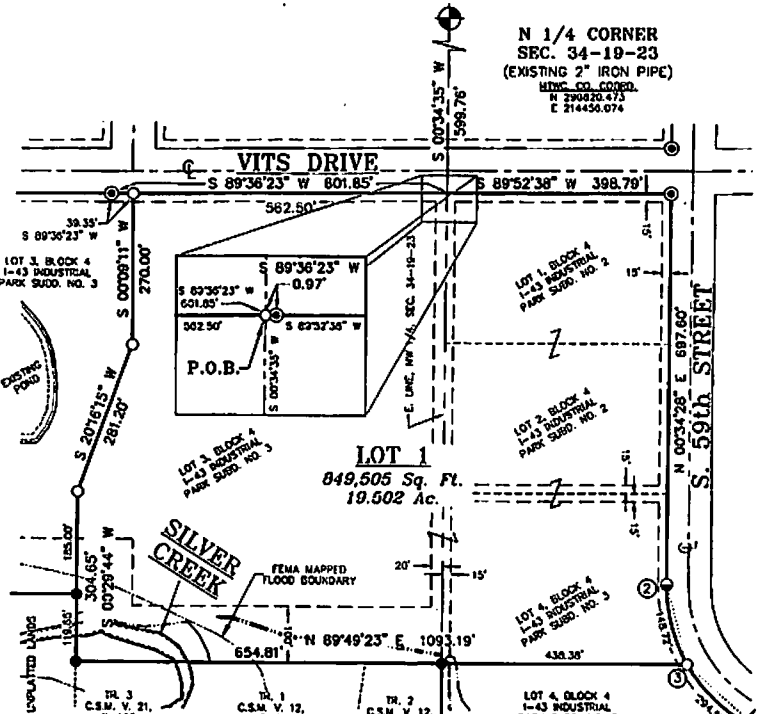 N 1/4 CORNER
SEC. 34-19-23
(EXISTING 2" IRON PIPE)
MTWC. CO. COORD.
N 290820.473
E 214456.074
S 00°34'35" W
599.76'
VITS DRIVE
S 89°36'23" W 601.85'
S 89°52'38" W 398.79'
562.50'
39.35'
S 89°36'23" W
LOT 3, BLOCK 4
I-43 INDUSTRIAL
PARK SUBD. NO. 3
S 00°09'11" W
270.00'
S 89°36'23" W
0.97'
S 89°36'23" W
601.85'
562.50'
S 89°52'38" W
P.O.B.
S 00°34'35" W
E. LINE, NW 1/4, SEC. 34-19-23
15'
15'
LOT 1, BLOCK 4
I-43 INDUSTRIAL
PARK SUBD. NO. 2
N 00°34'28" E 697.60'
S. 59th STREET
EXISTING
POND
S 20°16'15" W
281.20'
LOT 3, BLOCK 4
I-43 INDUSTRIAL
PARK SUBD. NO. 3
LOT 2, BLOCK 4
I-43 INDUSTRIAL
PARK SUBD. NO. 2
LOT 1
849,505 Sq. Ft.
19.502 Ac.
15'
15'
185.00'
304.65'
S 00°29'44" W
119.65'
SILVER
CREEK
FEMA MAPPED
FLOOD BOUNDARY
20'
15'
LOT 4, BLOCK 4
I-43 INDUSTRIAL
PARK SUBD. NO. 3
2
148.72'
UNPLATTED LANDS
100'
N 89°49'23" E 1093.19'
654.81'
438.38'
3
294
TR. 3
C.S.M. V. 21,
TR. 1
C.S.M. V. 12,
TR. 2
C.S.M. V. 12
LOT 4, BLOCK 4
I-43 INDUSTRIAL